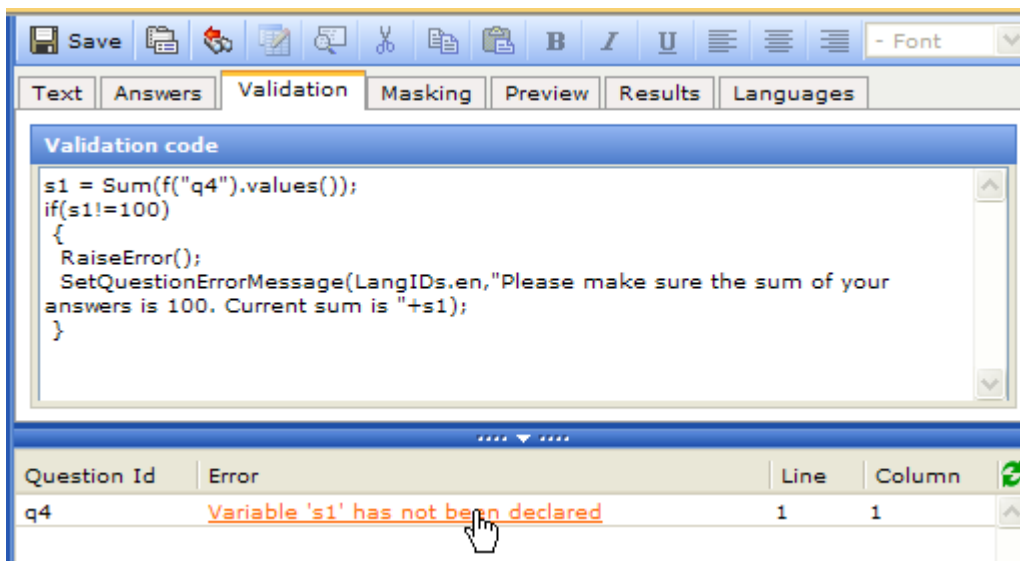 Save B I U - Font
Text Answers Validation Masking Preview Results Languages
Validation code
s1 = Sum(f("q4").values());
if(s1!=100)
{
RaiseError();
SetQuestionErrorMessage(LangIDs.en,"Please make sure the sum of your
answers is 100. Current sum is "+s1);
}
Question Id Error Line Column
q4 Variable 's1' has not been declared 1 1